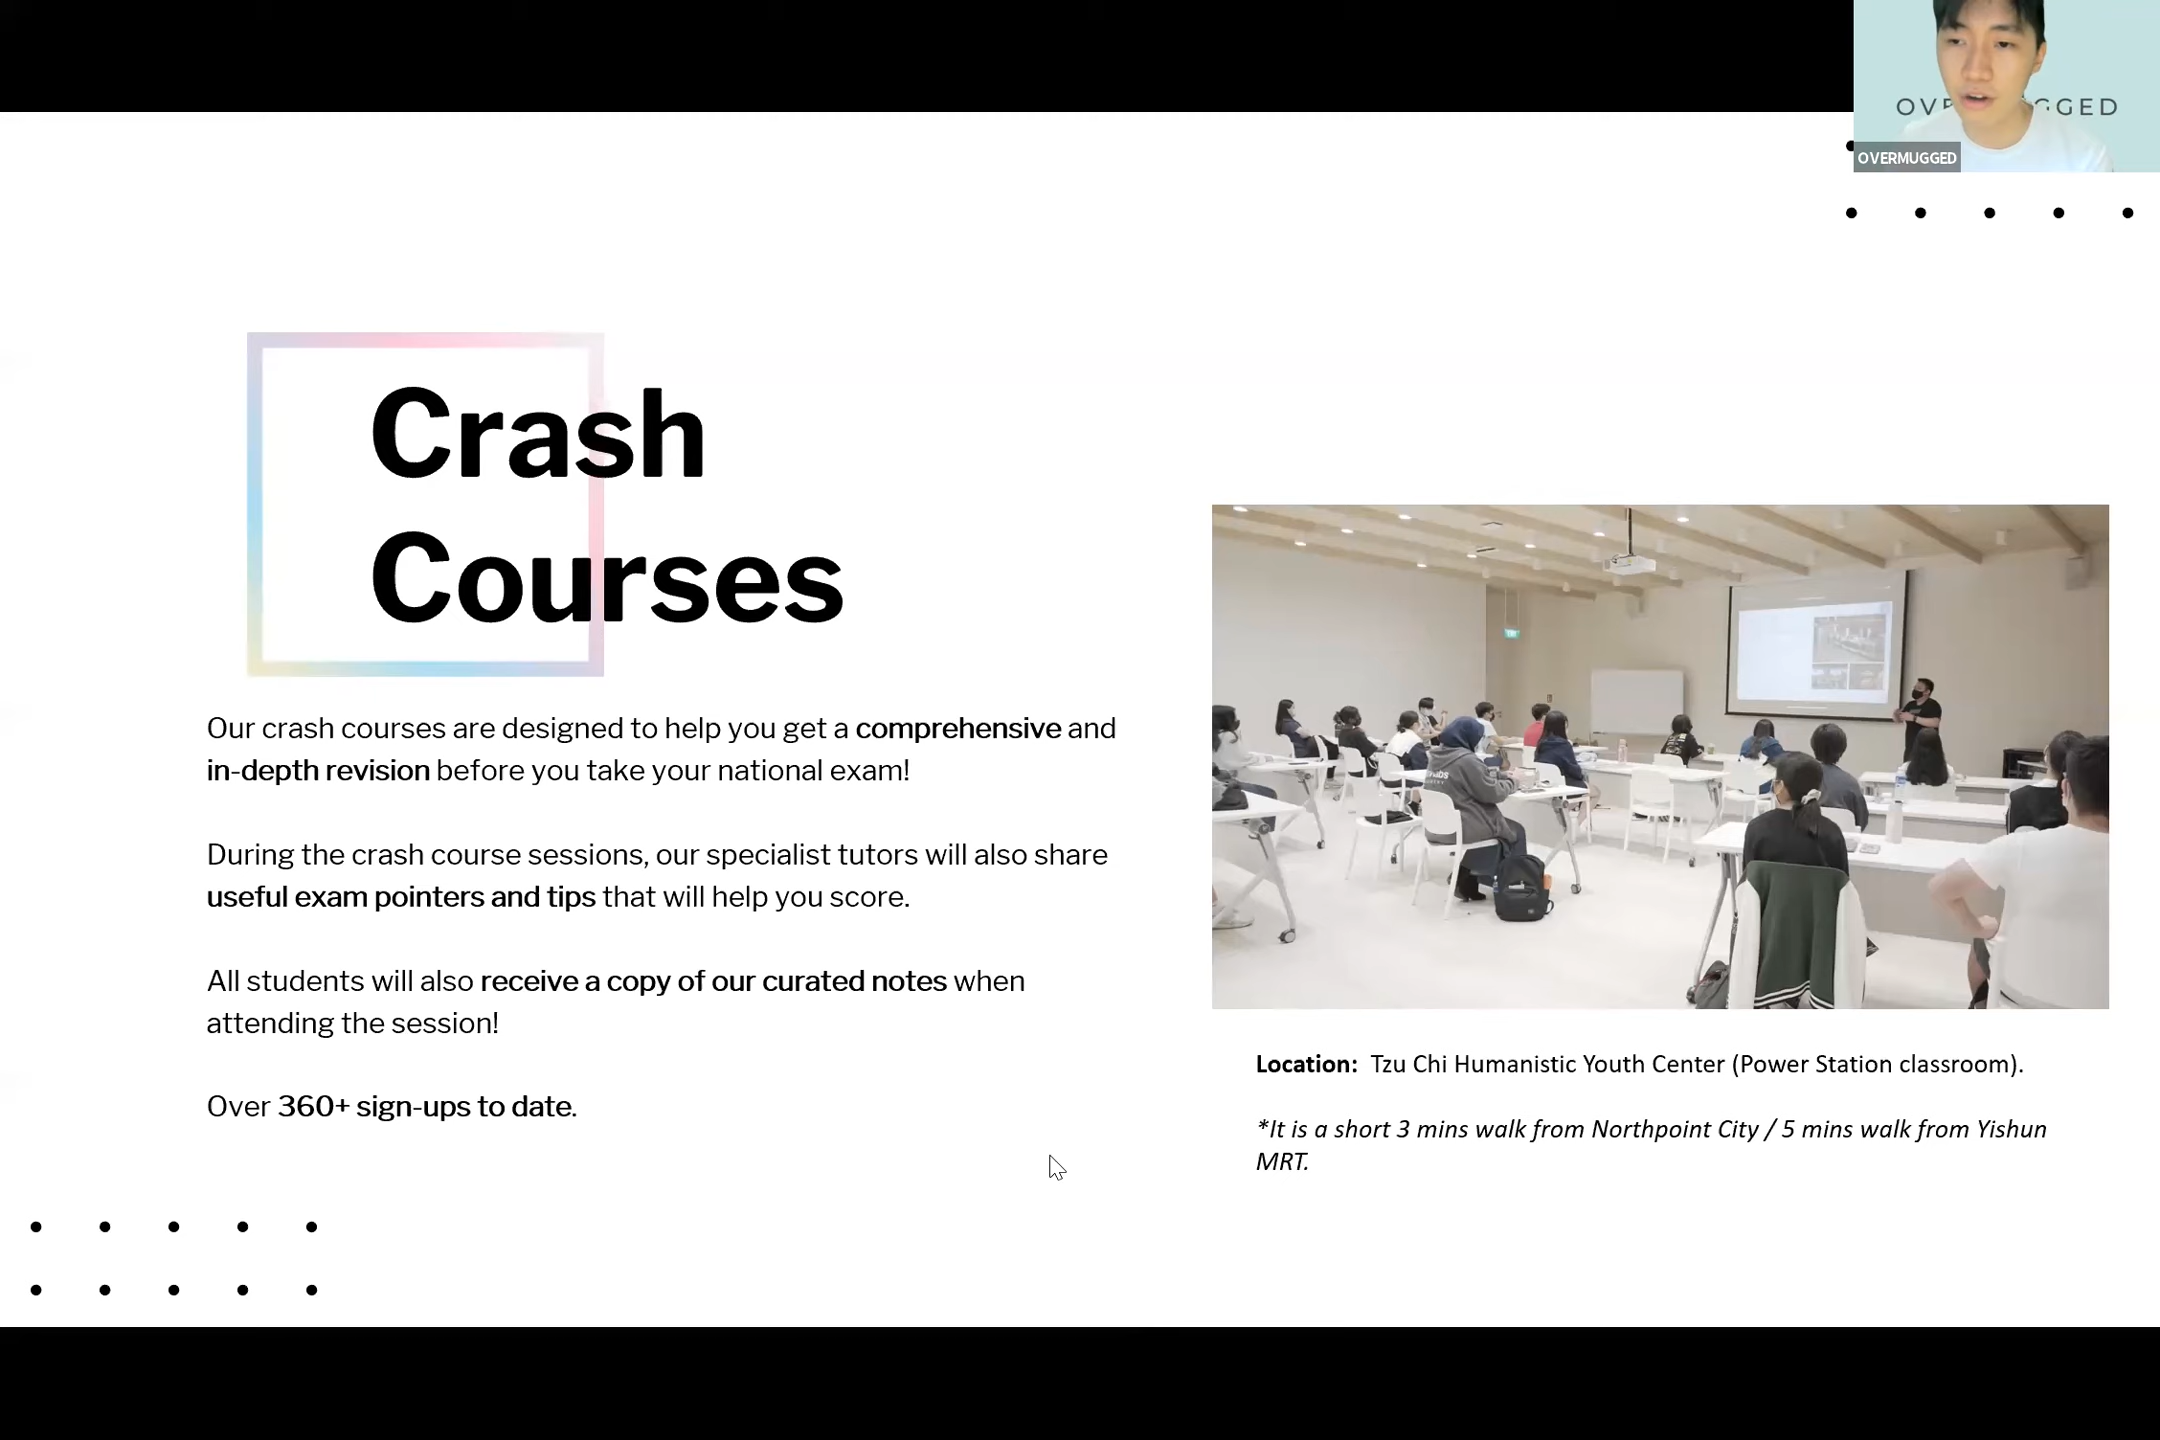 OVERMUGGED
Crash
Courses
Our crash courses are designed to help you get a comprehensive and
in-depth revision before you take your national exam!
During the crash course sessions, our specialist tutors will also share
useful exam pointers and tips that will help you score.
All students will also receive a copy of our curated notes when
attending the session!
Over 360+ sign-ups to date.
Location: Tzu Chi Humanistic Youth Center (Power Station classroom).
*It is a short 3 mins walk from Northpoint City / 5 mins walk from Yishun
MRT.